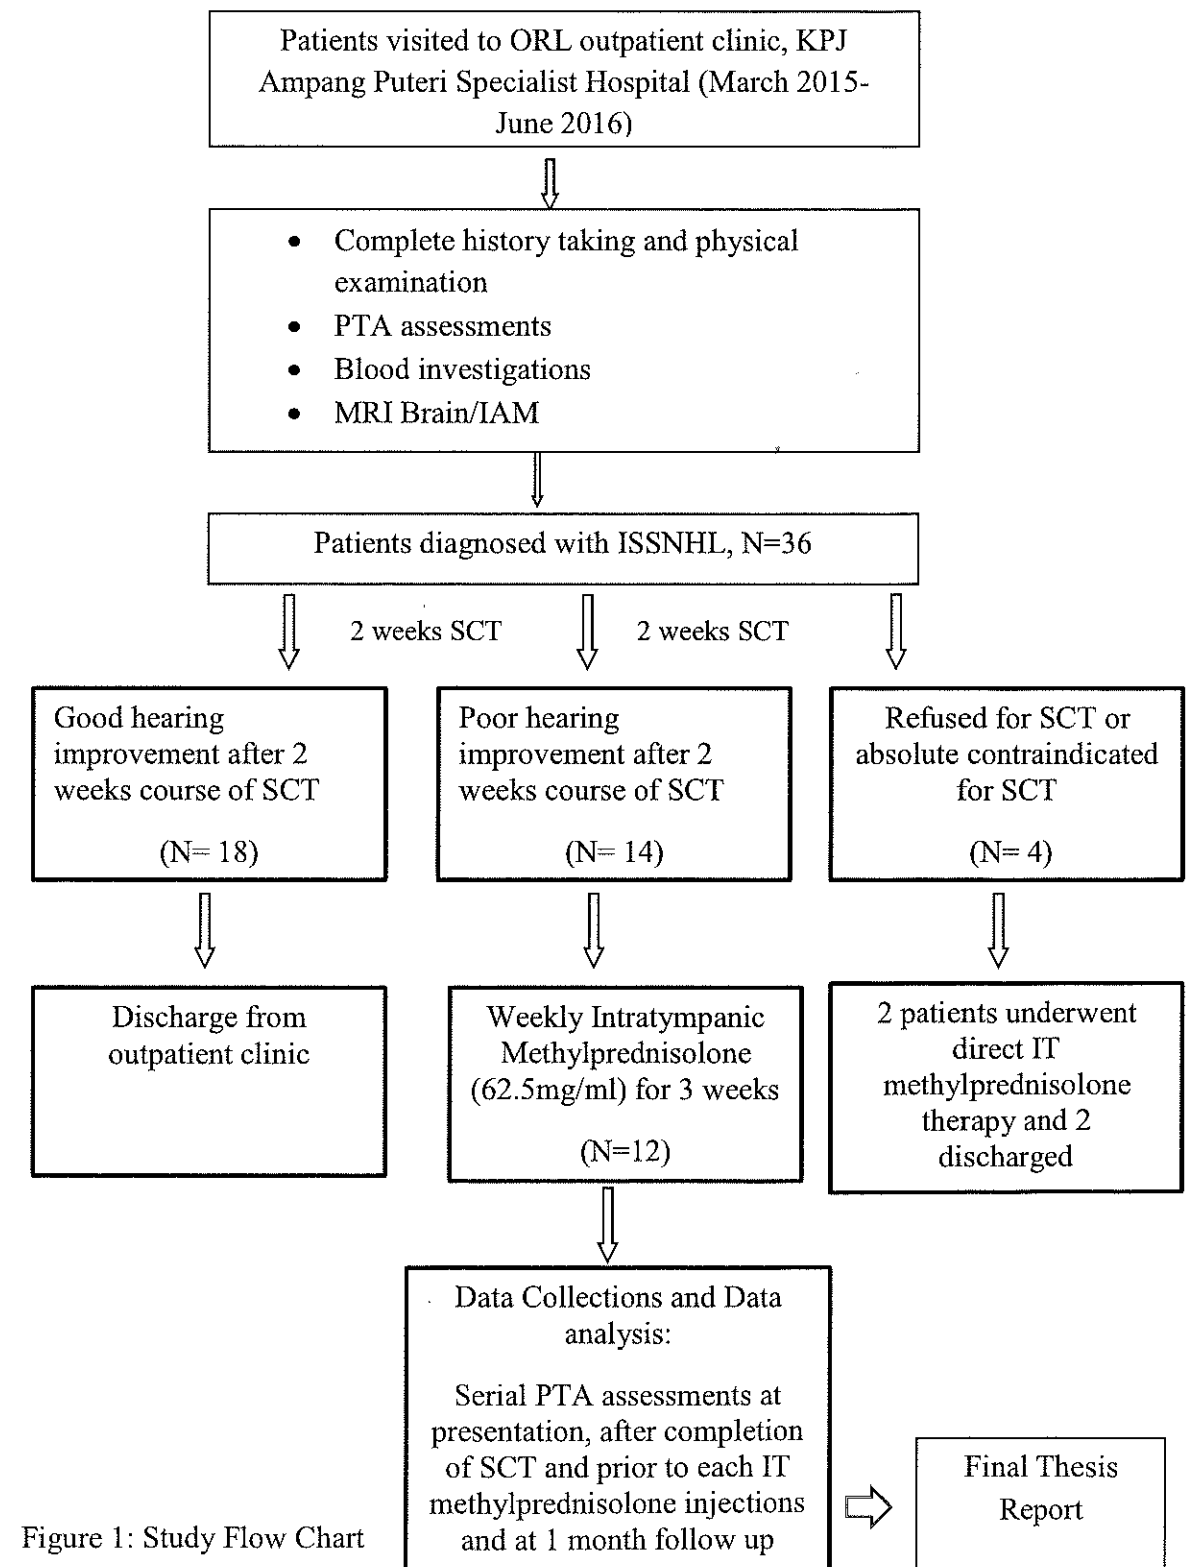 Patients visited to ORL outpatient clinic, KPJ
Ampang Puteri Specialist Hospital (March 2015-
June 2016)
• Complete history taking and physical
examination
• PTA assessments
• Blood investigations
• MRI Brain/IAM
Patients diagnosed with ISSNHL, N=36
2 weeks SCT
2 weeks SCT
Good hearing
improvement after 2
weeks course of SCT
(N= 18)
Poor hearing
improvement after 2
weeks course of SCT
(N= 14)
Refused for SCT or
absolute contraindicated
for SCT
(N= 4)
Discharge from
outpatient clinic
Weekly Intratympanic
Methylprednisolone
(62.5mg/ml) for 3 weeks
(N=12)
2 patients underwent
direct IT
methylprednisolone
therapy and 2
discharged
Data Collections and Data
analysis:
Serial PTA assessments at
presentation, after completion
of SCT and prior to each IT
methylprednisolone injections
and at 1 month follow up
Final Thesis
Report
Figure 1: Study Flow Chart